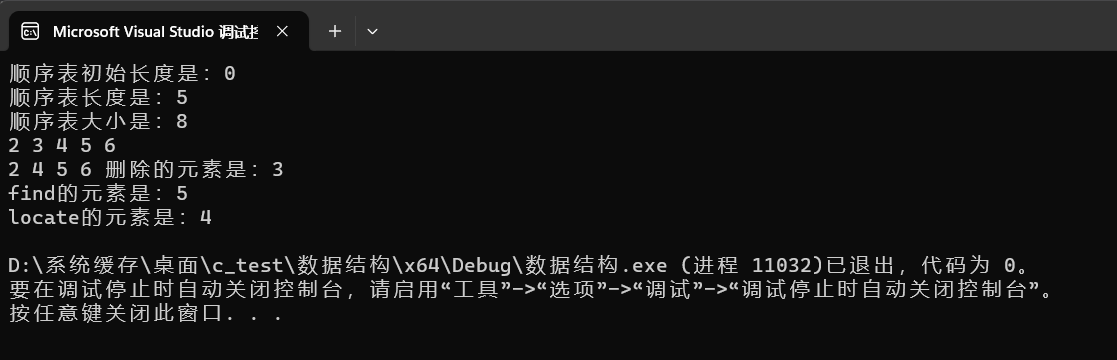 Microsoft Visual Studio 调试
顺序表初始长度是：0
顺序表长度是：5
顺序表大小是：8
2 3 4 5 6
2 4 5 6 删除的元素是：3
find的元素是：5
locate的元素是：4
D:\系统缓存\桌面\c_test\数据结构\x64\Debug\数据结构.exe (进程 11032)已退出，代码为 0。
要在调试停止时自动关闭控制台，请启用“工具”->“选项”->“调试”->“调试停止时自动关闭控制台”。
按任意键关闭此窗口. . .